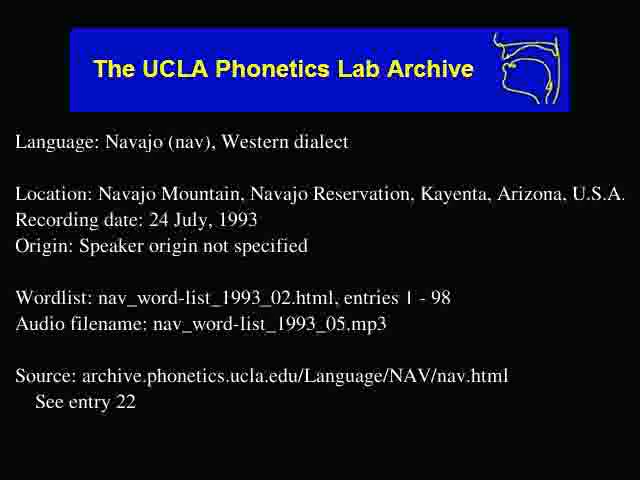 The UCLA Phonetics Lab Archive
Language: Navajo (nav), Western dialect
Location: Navajo Mountain, Navajo Reservation, Kayenta, Arizona, U.S.A.
Recording date: 24 July, 1993
Origin: Speaker origin not specified
Wordlist: nav_word-list_1993_02.html, entries 1 - 98
Audio filename: nav_word-list_1993_05.mp3
Source: archive.phonetics.ucla.edu/Language/NAV/nav.html
See entry 22